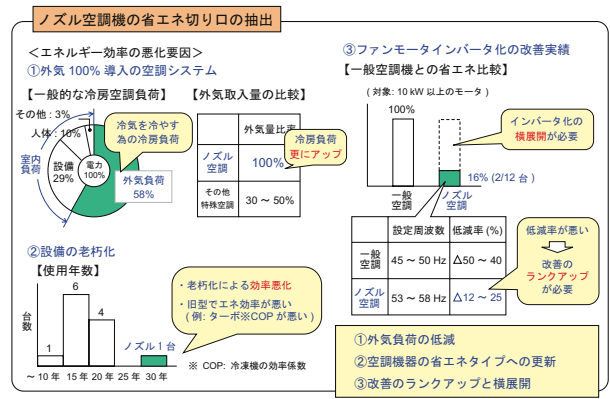 ノズル空調機の省エネ切り口の抽出
＜エネルギー効率の悪化要因＞
①外気 100% 導入の空調システム
【一般的な冷房空調負荷】
その他 : 3%
人体 : 10%
室内
負荷
設備
29%
電力
100%
外気負荷
58%
冷気を冷やす
為の冷房負荷
【外気取入量の比較】
外気量比率
ノズル
空調
100%
その他
特殊空調
30 ～ 50%
冷房負荷
更にアップ
②設備の老朽化
【使用年数】
台
数
1
6
4
ノズル 1 台
～ 10 年 15 年 20 年 25 年 30 年
・老朽化による効率悪化
・旧型でエネ効率が悪い
( 例: ターボ※COP が悪い )
※ COP: 冷凍機の効率係数
③ファンモータインバータ化の改善実績
【一般空調機との省エネ比較】
( 対象: 10 kW 以上のモータ )
100%
16% (2/12 台 )
一般
空調
ノズル
空調
インバータ化の
横展開が必要
設定周波数 低減率 (%)
一般
空調
45 ～ 50 Hz △50 ～ 40
ノズル
空調
53 ～ 58 Hz △12 ～ 25
低減率が悪い
改善の
ランクアップ
が必要
①外気負荷の低減
②空調機器の省エネタイプへの更新
③改善のランクアップと横展開